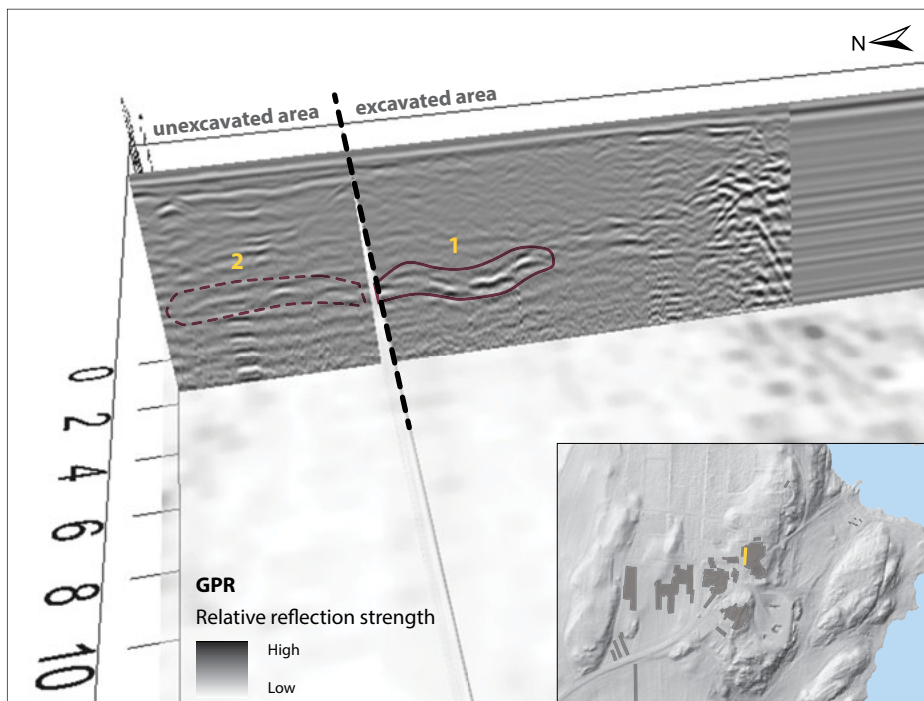 N
unexcavated area
excavated area
1
2
0
2
4
6
8
10
GPR
Relative reflection strength
High
Low